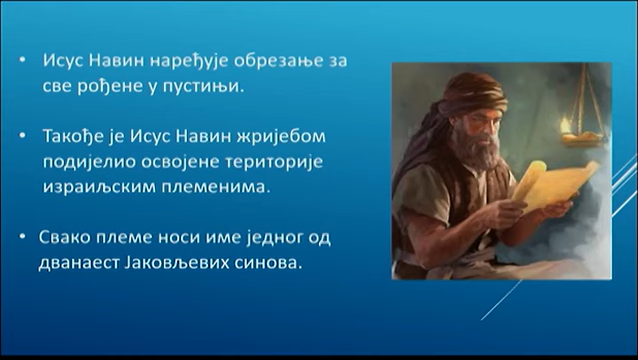 • Исус Навин наређује обрезање за
све рођене у пустињи.
• Такође је Исус Навин жријебом
подијелио освојене територије
израиљским племенима.
• Свако племе носи име једног од
дванаест Јаковљевих синова.